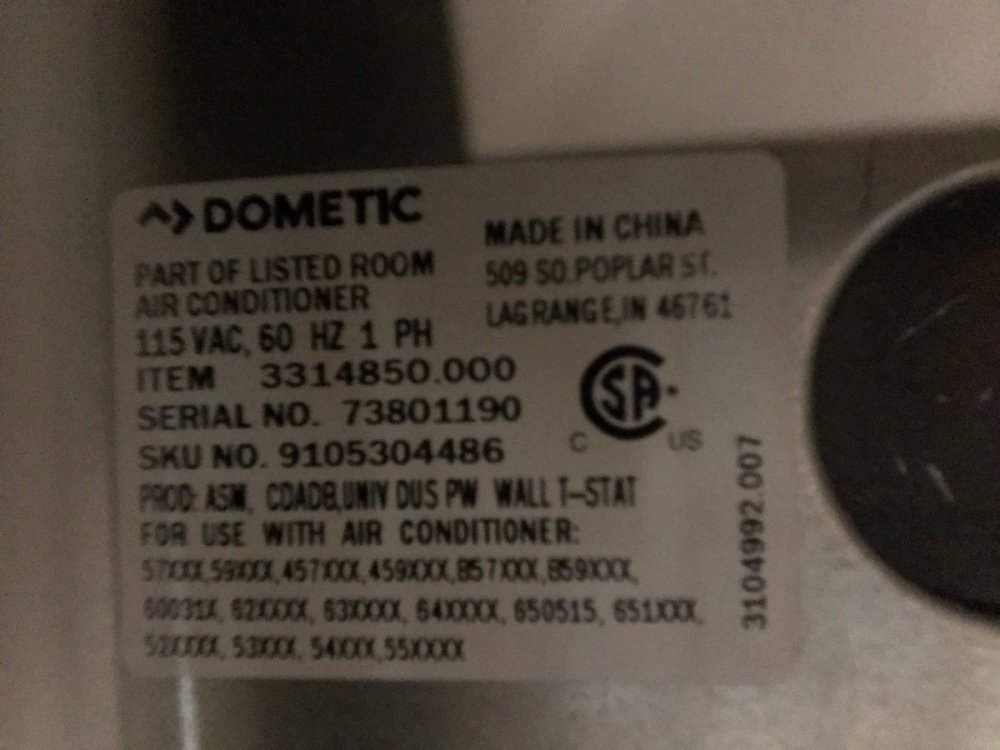 DOMETIC
PART OF LISTED ROOM
AIR CONDITIONER
115 VAC, 60 HZ 1 PH
MADE IN CHINA
509 SO.POPLAR ST.
LAGRANGE,IN 46761
ITEM 3314850.000
SERIAL NO. 73801190
SKU NO. 9105304486
SA
C US
PROD: ASM, CDADB,UNIV DUS PW WALL T-STAT
FOR USE WITH AIR CONDITIONER:
57XXX,59XXX,457XXX,459XXX,B57XXX,B59XXX,
60031X, 62XXXX, 63XXXX, 64XXXX, 650515, 651XXX,
52XXXX, 53XXX, 54XXX,55XXXX
3104992.007